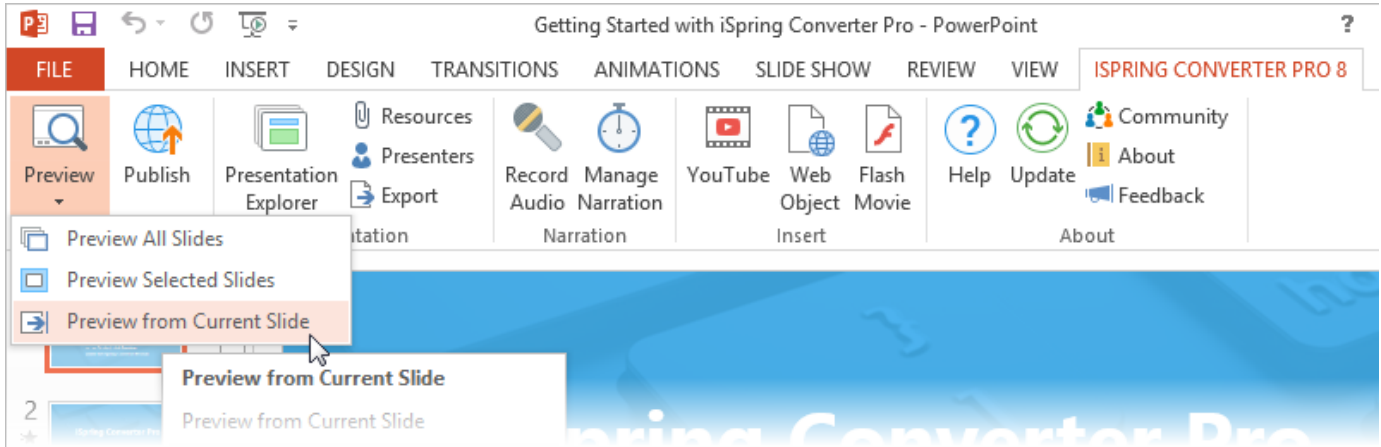 Getting Started with iSpring Converter Pro - PowerPoint ?
FILE HOME INSERT DESIGN TRANSITIONS ANIMATIONS SLIDE SHOW REVIEW VIEW ISPRING CONVERTER PRO 8
Preview
Publish
Presentation
Explorer
Resources
Presenters
Export
Record
Audio
Manage
Narration
YouTube
Web
Object
Flash
Movie
Help
Update
Community
About
Feedback
Narration
Insert
About
Preview All Slides
Preview Selected Slides
Preview from Current Slide
Preview from Current Slide
Preview from Current Slide
2
Converter Pro